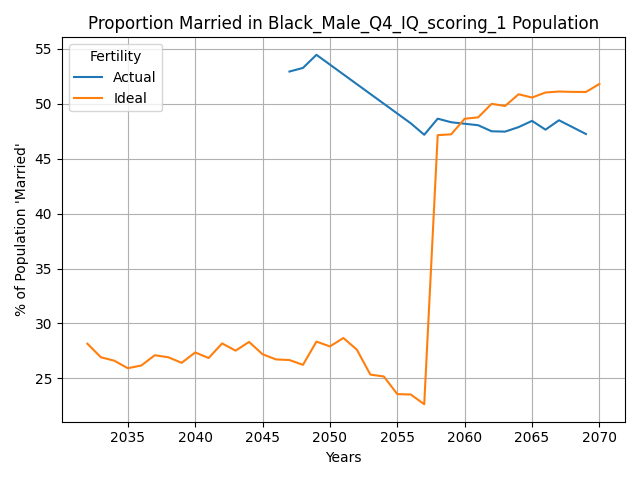 Proportion Married in Black_Male_Q4_IQ_scoring_1 Population
Fertility
Actual
Ideal
% of Population 'Married'
55
50
45
40
35
30
25
2035 2040 2045 2050 2055 2060 2065 2070
Years